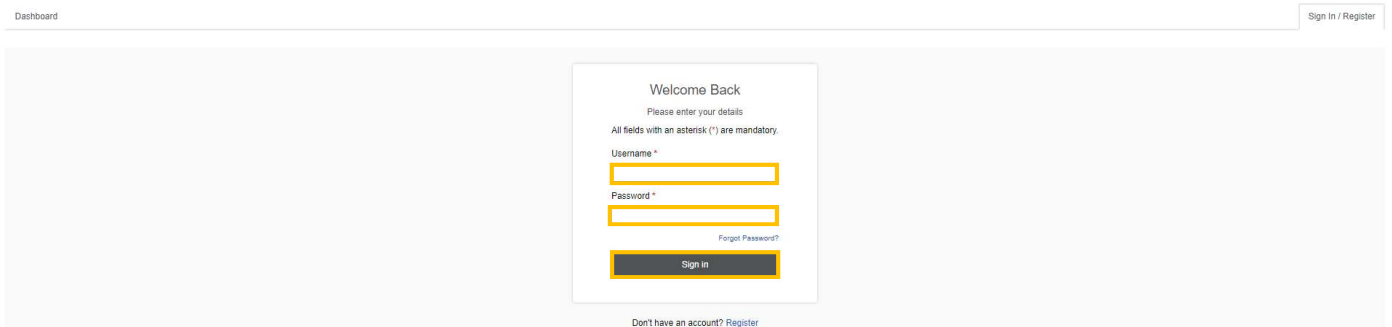 Dashboard
Sign In / Register
Welcome Back
Please enter your details
All fields with an asterisk (*) are mandatory.
Username *
Password *
Forgot Password?
Sign in
Don't have an account? Register